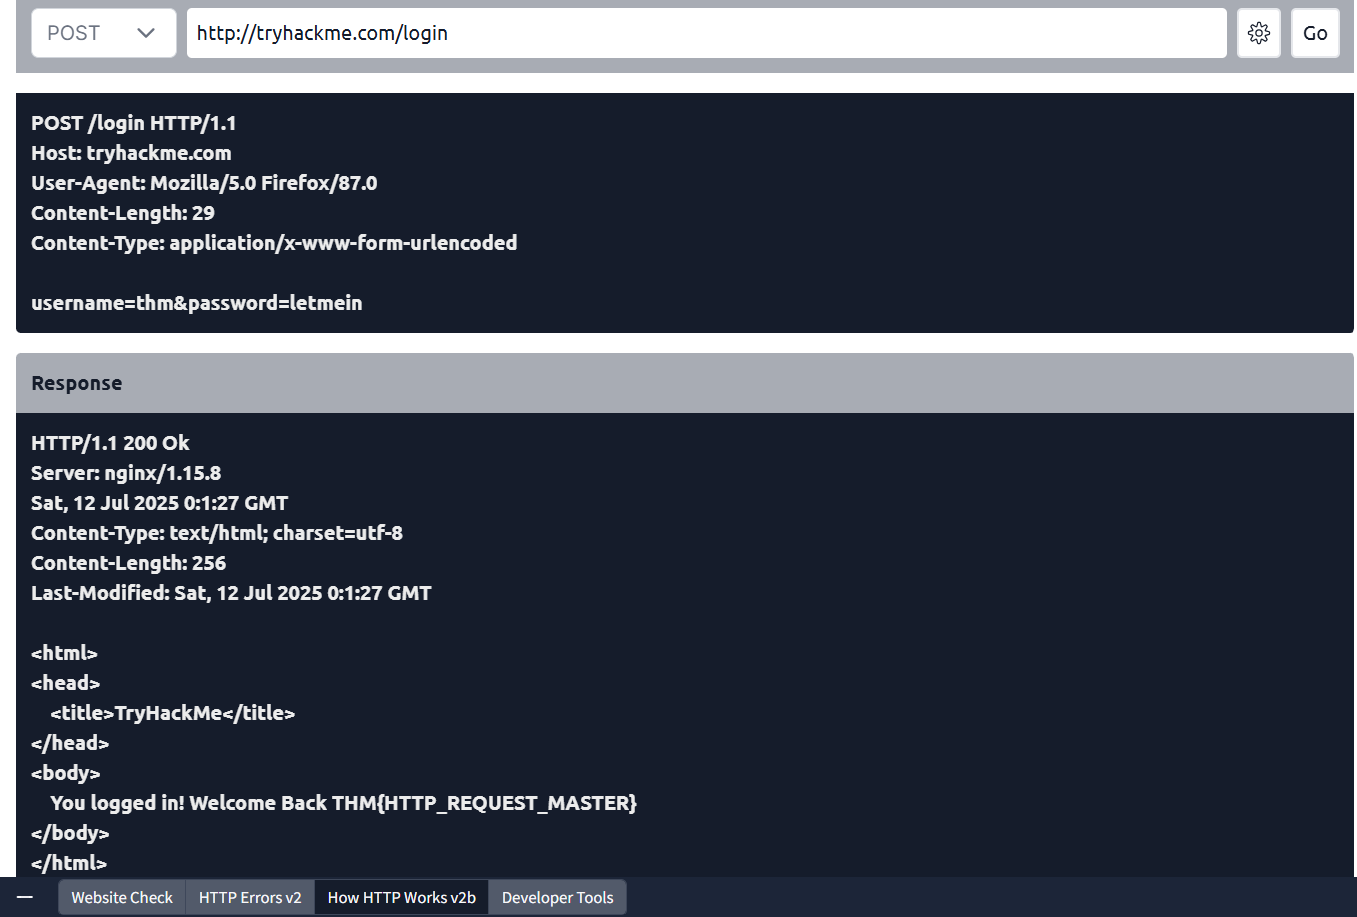 POST
http://tryhackme.com/login
Go
POST /login HTTP/1.1
Host: tryhackme.com
User-Agent: Mozilla/5.0 Firefox/87.0
Content-Length: 29
Content-Type: application/x-www-form-urlencoded
username=thm&password=letmein
Response
HTTP/1.1 200 Ok
Server: nginx/1.15.8
Sat, 12 Jul 2025 0:1:27 GMT
Content-Type: text/html; charset=utf-8
Content-Length: 256
Last-Modified: Sat, 12 Jul 2025 0:1:27 GMT
<html>
<head>
<title>TryHackMe</title>
</head>
<body>
You logged in! Welcome Back THM{HTTP_REQUEST_MASTER}
</body>
</html>
Website Check
HTTP Errors v2
How HTTP Works v2b
Developer Tools